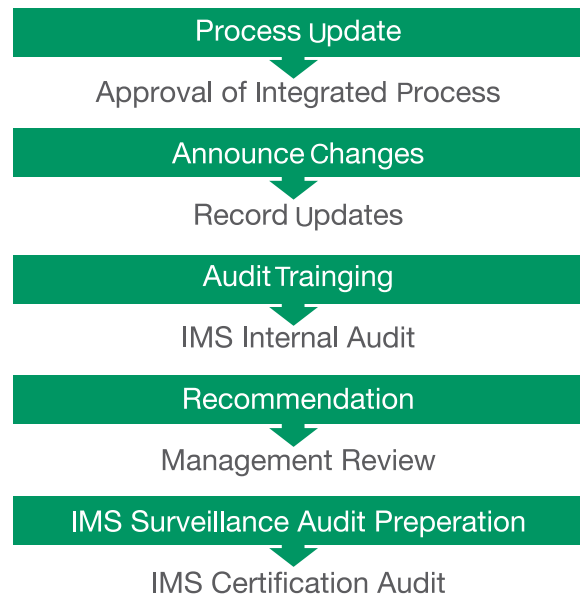 Process Update
Approval of Integrated Process
Announce Changes
Record Updates
Audit Trainging
IMS Internal Audit
Recommendation
Management Review
IMS Surveillance Audit Preperation
IMS Certification Audit